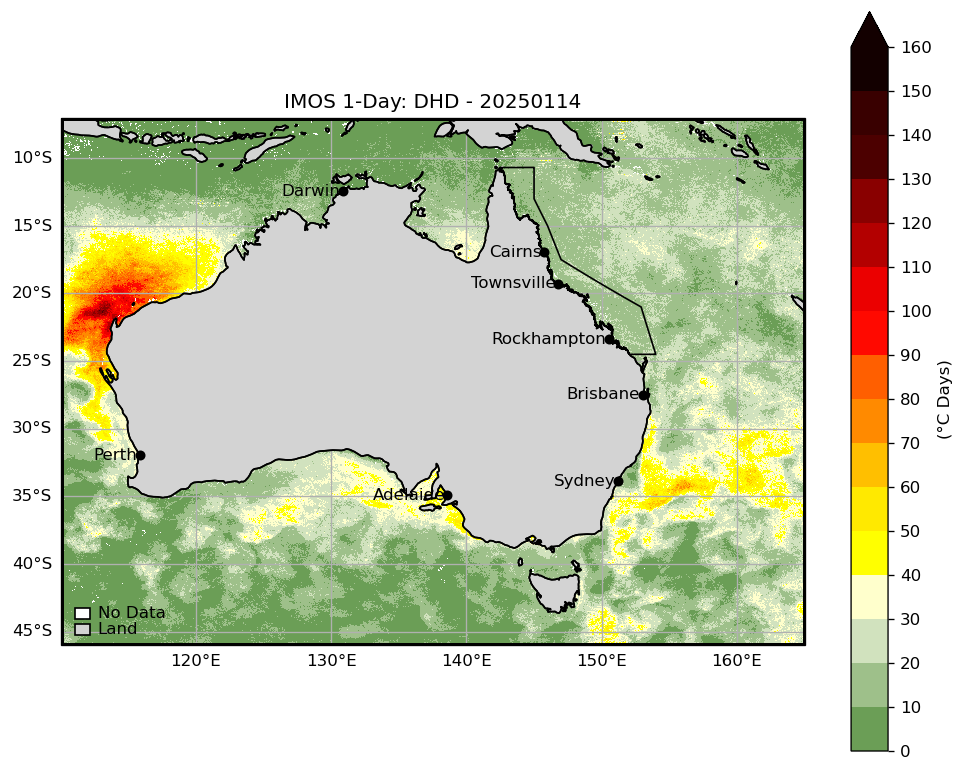 IMOS 1-Day: DHD - 20250114
10°S
15°S
20°S
25°S
30°S
35°S
40°S
45°S
120°E
130°E
140°E
150°E
160°E
Darwin
Cairns
Townsville
Rockhampton
Brisbane
Perth
Sydney
Adelaide
No Data
Land
160
150
140
130
120
110
100
90
80
70
60
50
40
30
20
10
0
(°C Days)